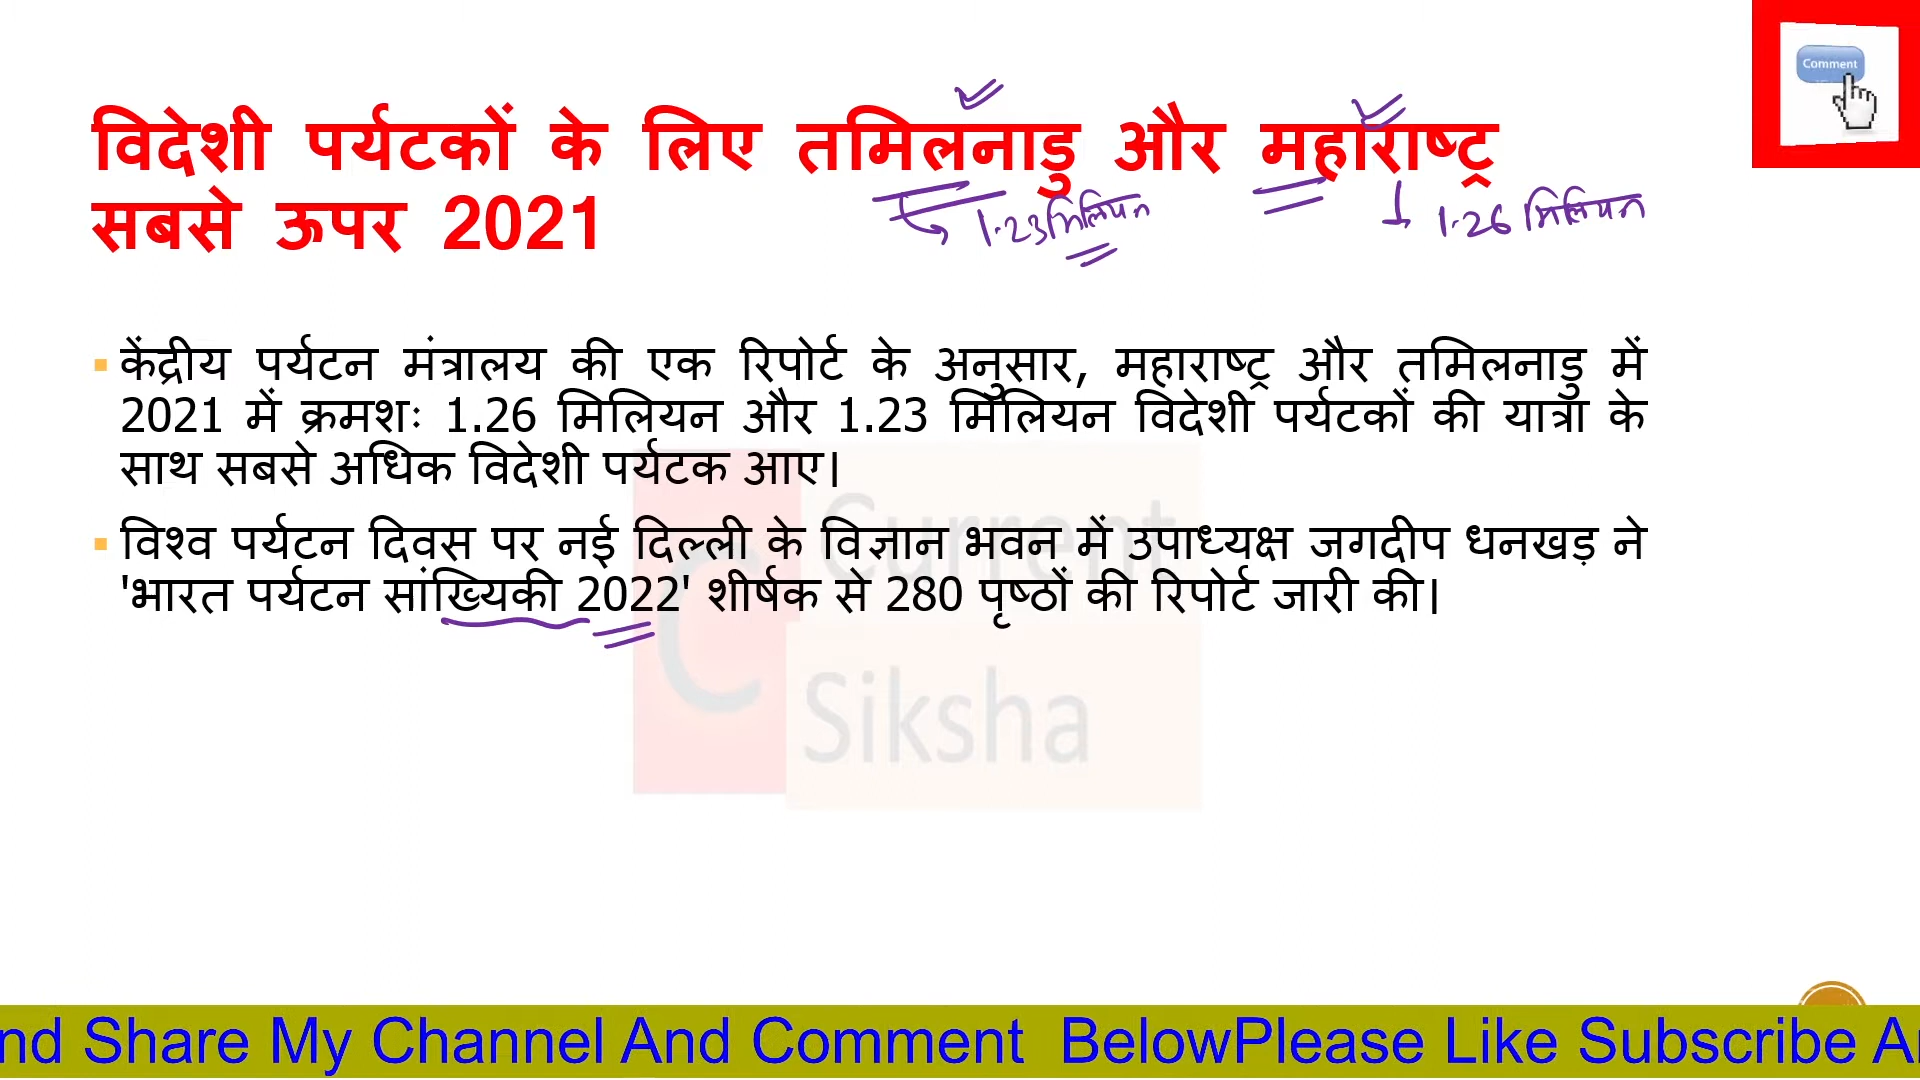 Comment
विदेशी पर्यटकों के लिए तमिलनाडु और महाराष्ट्र
सबसे ऊपर 2021
1.23 मिलियन
1.26 मिलियन
केंद्रीय पर्यटन मंत्रालय की एक रिपोर्ट के अनुसार, महाराष्ट्र और तमिलनाडु में
2021 में क्रमशः 1.26 मिलियन और 1.23 मिलियन विदेशी पर्यटकों की यात्रा के
साथ सबसे अधिक विदेशी पर्यटक आए।
विश्व पर्यटन दिवस पर नई दिल्ली के विज्ञान भवन में उपाध्यक्ष जगदीप धनखड़ ने
'भारत पर्यटन सांख्यिकी 2022' शीर्षक से 280 पृष्ठों की रिपोर्ट जारी की।
C Current
Siksha
nd Share My Channel And Comment BelowPlease Like Subscribe A